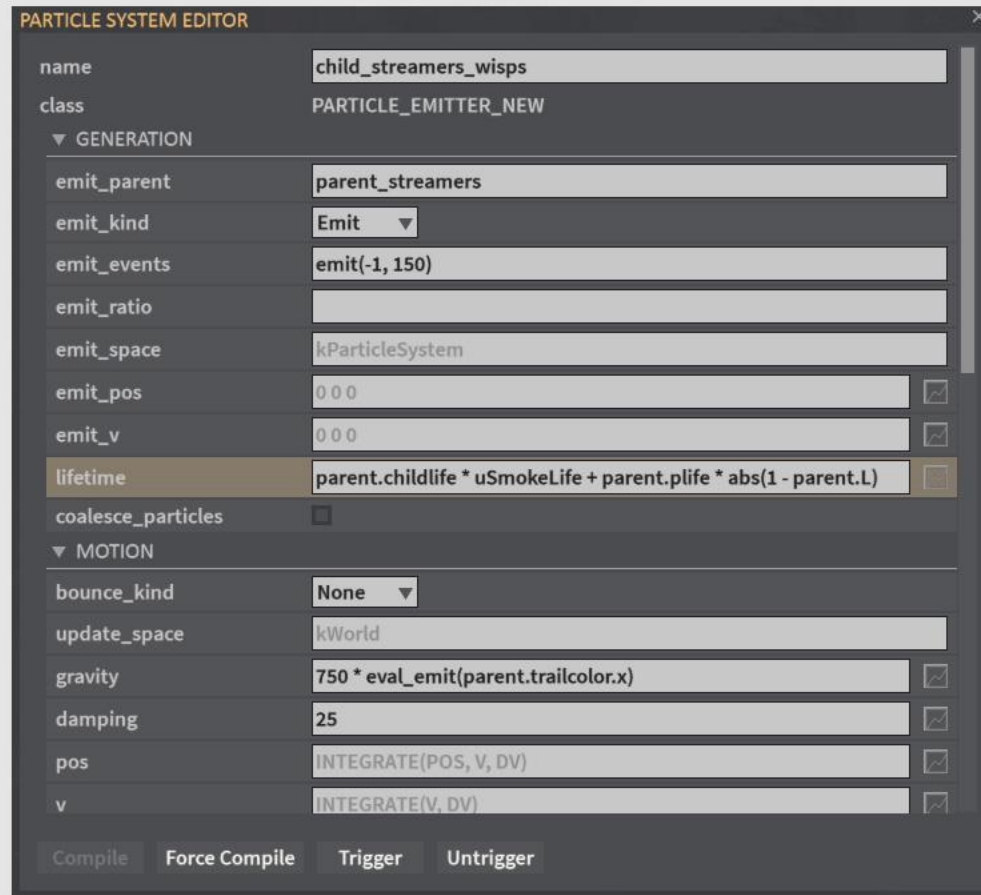 PARTICLE SYSTEM EDITOR
name child_streamers_wisps
class PARTICLE_EMITTER_NEW
GENERATION
emit_parent parent_streamers
emit_kind Emit
emit_events emit(-1, 150)
emit_ratio
emit_space kParticleSystem
emit_pos 0 0 0
emit_v 0 0 0
lifetime parent.childlife * uSmokeLife + parent.plife * abs(1 - parent.L)
coalesce_particles
MOTION
bounce_kind None
update_space kWorld
gravity 750 * eval_emit(parent.trailcolor.x)
damping 25
pos INTEGRATE(POS, V, DV)
v INTEGRATE(V, DV)
Compile Force Compile Trigger Untrigger